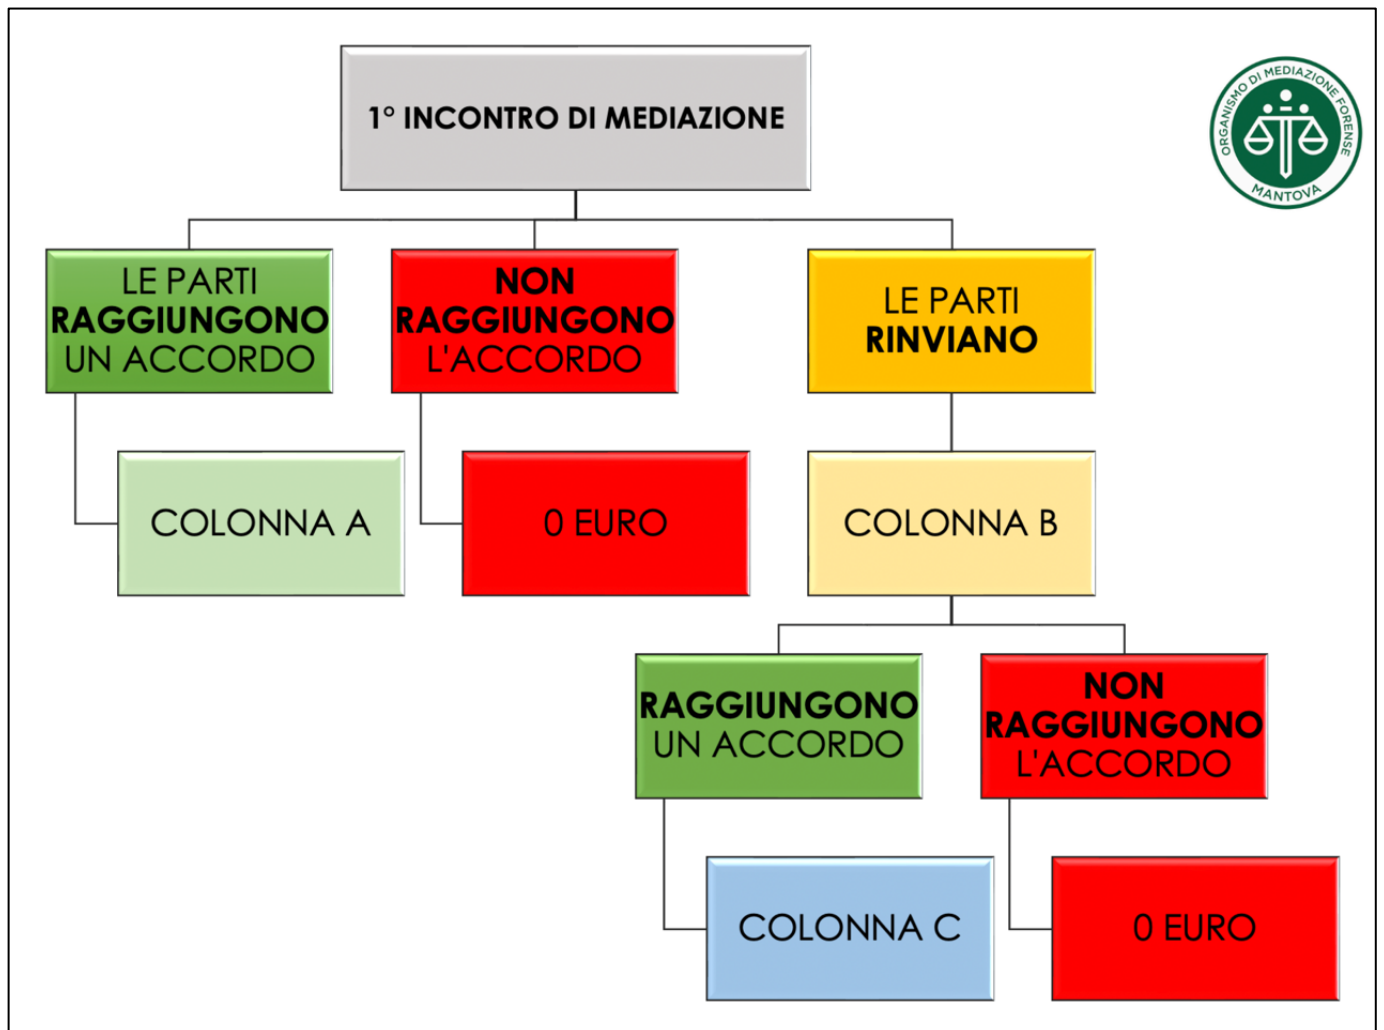 1° INCONTRO DI MEDIAZIONE
ORGANISMO DI MEDIAZIONE FORENSE
MANTOVA
LE PARTI
RAGGIUNGONO
UN ACCORDO
NON
RAGGIUNGONO
L'ACCORDO
LE PARTI
RINVIANO
COLONNA A
0 EURO
COLONNA B
RAGGIUNGONO
UN ACCORDO
NON
RAGGIUNGONO
L'ACCORDO
COLONNA C
0 EURO